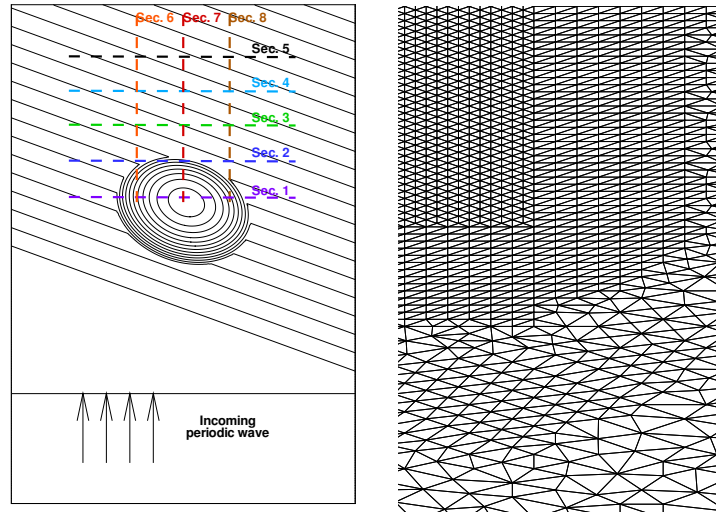 Sec. 6 Sec. 7 Sec. 8
Sec. 5
Sec. 4
Sec. 3
Sec. 2
Sec. 1
Incoming
periodic wave